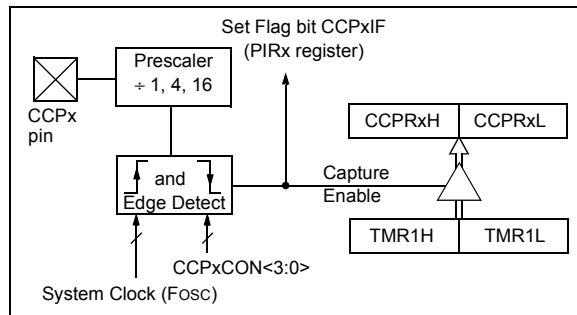 Set Flag bit CCPxIF
(PIRx register)
Prescaler
÷ 1, 4, 16
CCPx
pin
CCPRxH
CCPRxL
and
Edge Detect
Capture
Enable
TMR1H
TMR1L
CCPxCON<3:0>
System Clock (FOSC)